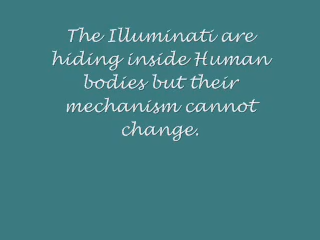 The Illuminati are
hiding inside Human
bodies but their
mechanism cannot
change.